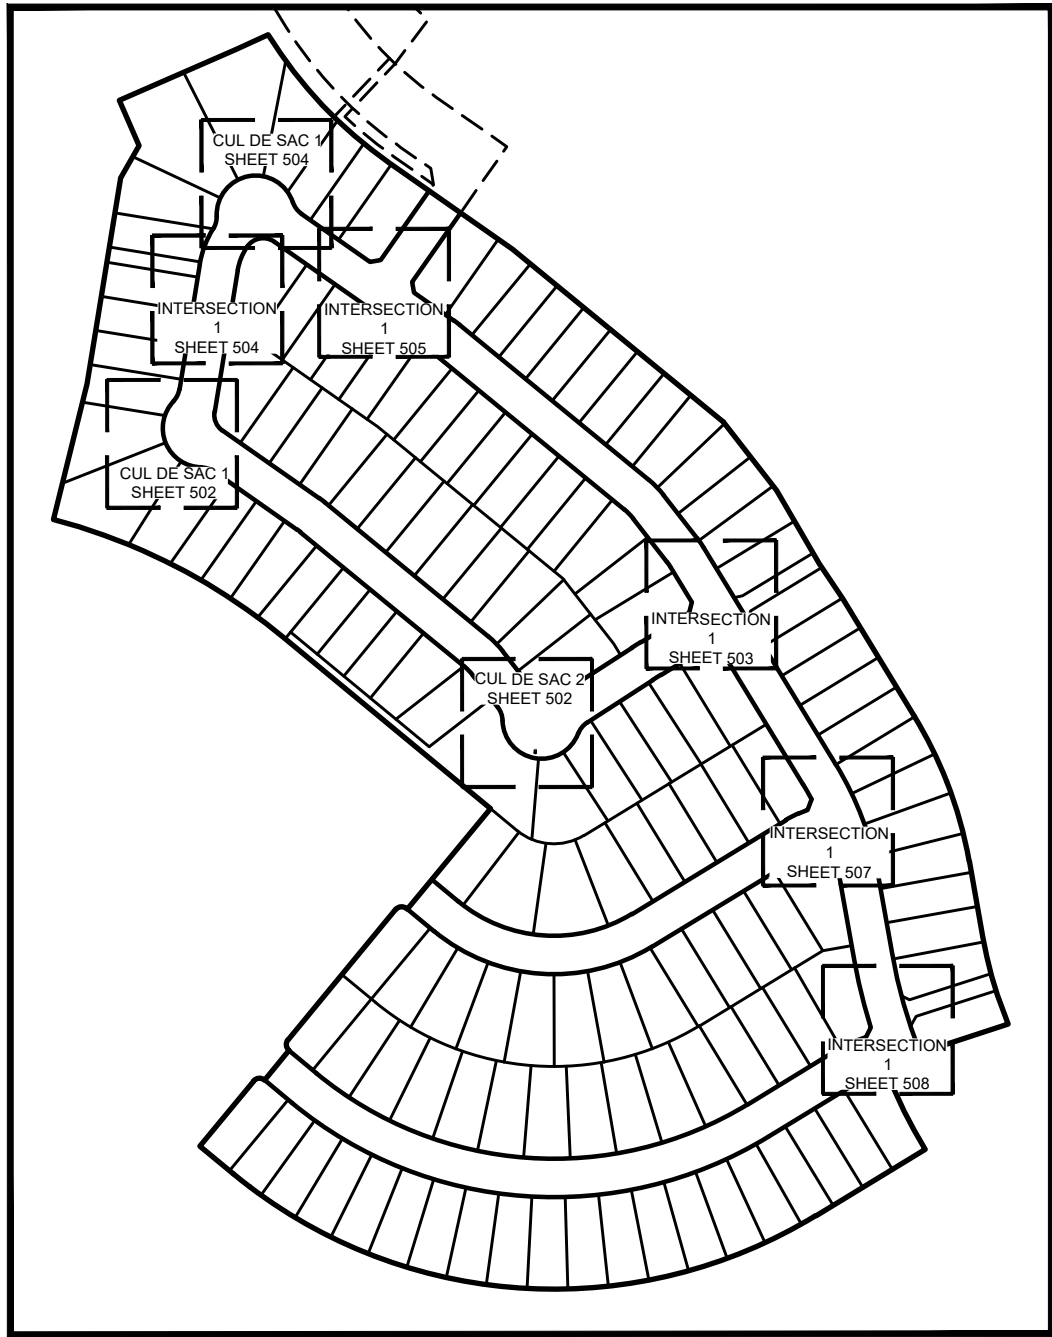 CUL DE SAC 1
SHEET 504
INTERSECTION
1
SHEET 504
INTERSECTION
1
SHEET 505
CUL DE SAC 1
SHEET 502
INTERSECTION
1
SHEET 503
CUL DE SAC 2
SHEET 502
INTERSECTION
1
SHEET 507
INTERSECTION
1
SHEET 508